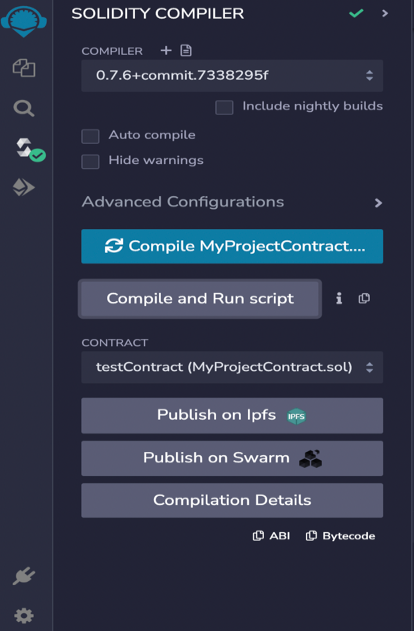 SOLIDITY COMPILER
COMPILER
0.7.6+commit.7338295f
Include nightly builds
Auto compile
Hide warnings
Advanced Configurations
Compile MyProjectContract....
Compile and Run script
CONTRACT
testContract (MyProjectContract.sol)
Publish on Ipfs IPFS
Publish on Swarm
Compilation Details
ABI Bytecode